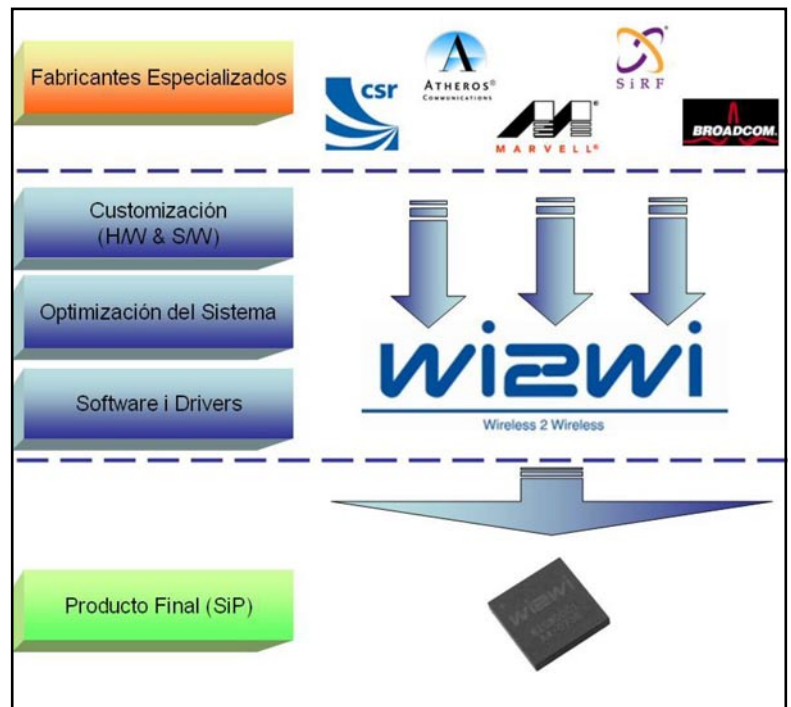 Fabricantes Especializados
csr
ATHEROS®
COMMUNICATIONS
MARVELL®
SiRF
BROADCOM.
Customización
(H/W & S/W)
Optimización del Sistema
Software i Drivers
wi2wi
Wireless 2 Wireless
Producto Final (SiP)
wi2wi